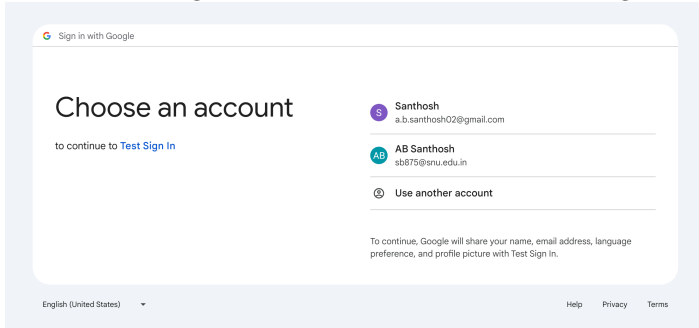 Sign in with Google
Choose an account
to continue to Test Sign In
S
Santhosh
a.b.santhosh02@gmail.com
AB
AB Santhosh
sb875@snu.edu.in
Use another account
To continue, Google will share your name, email address, language
preference, and profile picture with Test Sign In.
English (United States)
Help Privacy Terms